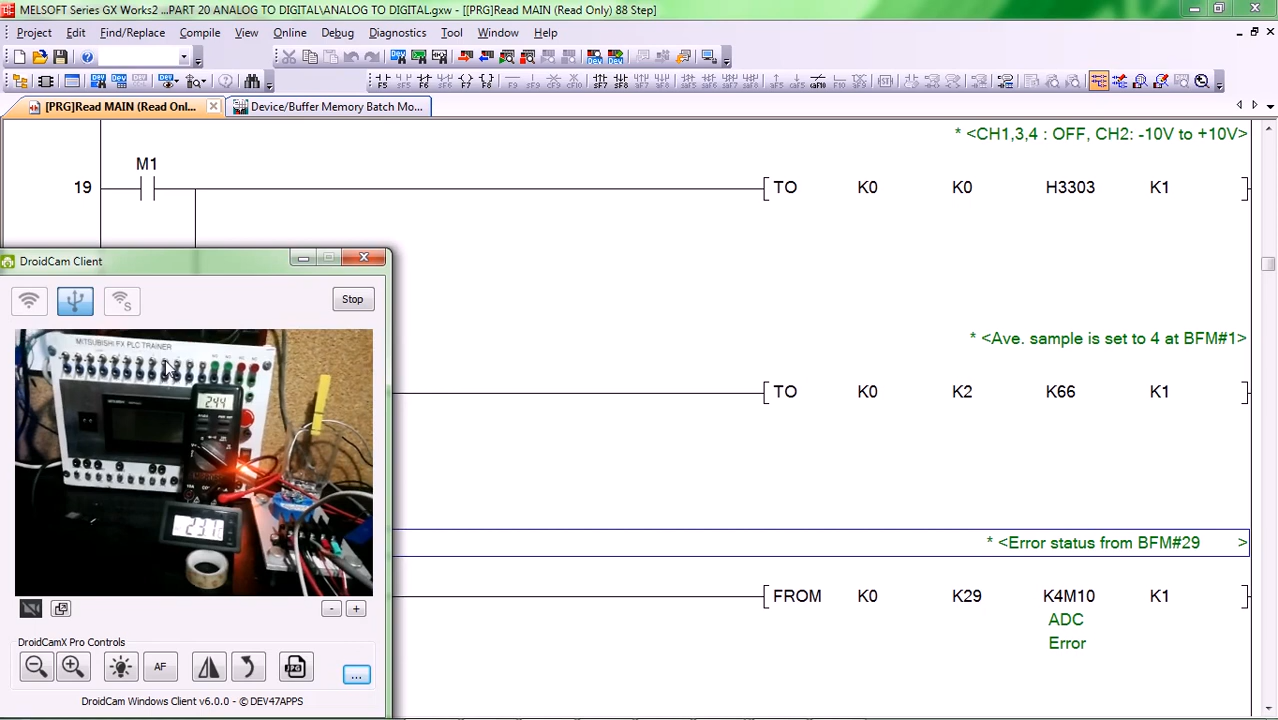 MELSOFT Series GX Works2 ...PART 20 ANALOG TO DIGITAL\ANALOG TO DIGITAL.gxw - [[PRG]Read MAIN (Read Only) 88 Step]
Project Edit Find/Replace Compile View Online Debug Diagnostics Tool Window Help
[PRG]Read MAIN (Read Onl... Device/Buffer Memory Batch Mo...
* <CH1,3,4 : OFF, CH2: -10V to +10V>
M1
19 TO K0 K0 H3303 K1
DroidCam Client
Stop
* <Ave. sample is set to 4 at BFM#1>
TO K0 K2 K66 K1
MITSUBISHI FX PLC TRAINER
* <Error status from BFM#29 >
FROM K0 K29 K4M10 K1
ADC
Error
- +
DroidCamX Pro Controls
AF
...
DroidCam Windows Client v6.0.0 - © DEV47APPS